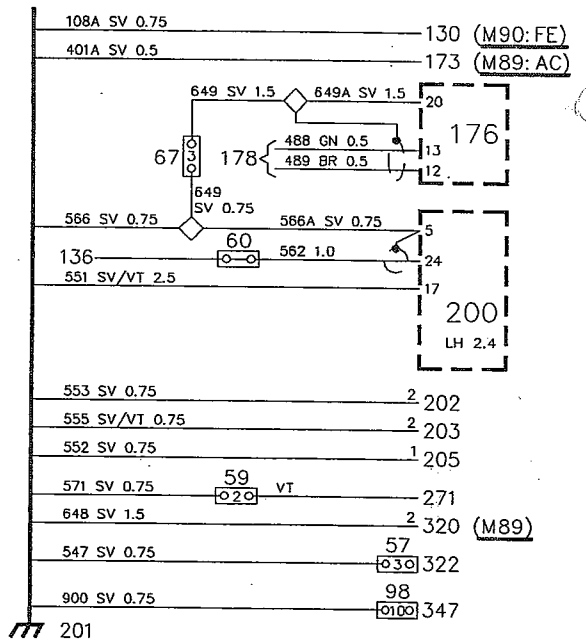 108A SV 0.75 130 (M90:FE)
401A SV 0.5 173 (M89:AC)
649 SV 1.5 649A SV 1.5 20
176
67 3 178 488 GN 0.5 13
489 BR 0.5 12
649
SV 0.75
566 SV 0.75 566A SV 0.75 5
60
136 562 1.0 24
551 SV/VT 2.5 17
200
LH 2.4
553 SV 0.75 2 202
555 SV/VT 0.75 2 203
552 SV 0.75 1 205
59
571 SV 0.75 2 VT 271
648 SV 1.5 2 320 (M89)
57
547 SV 0.75 3 322
98
900 SV 0.75 10 347
201